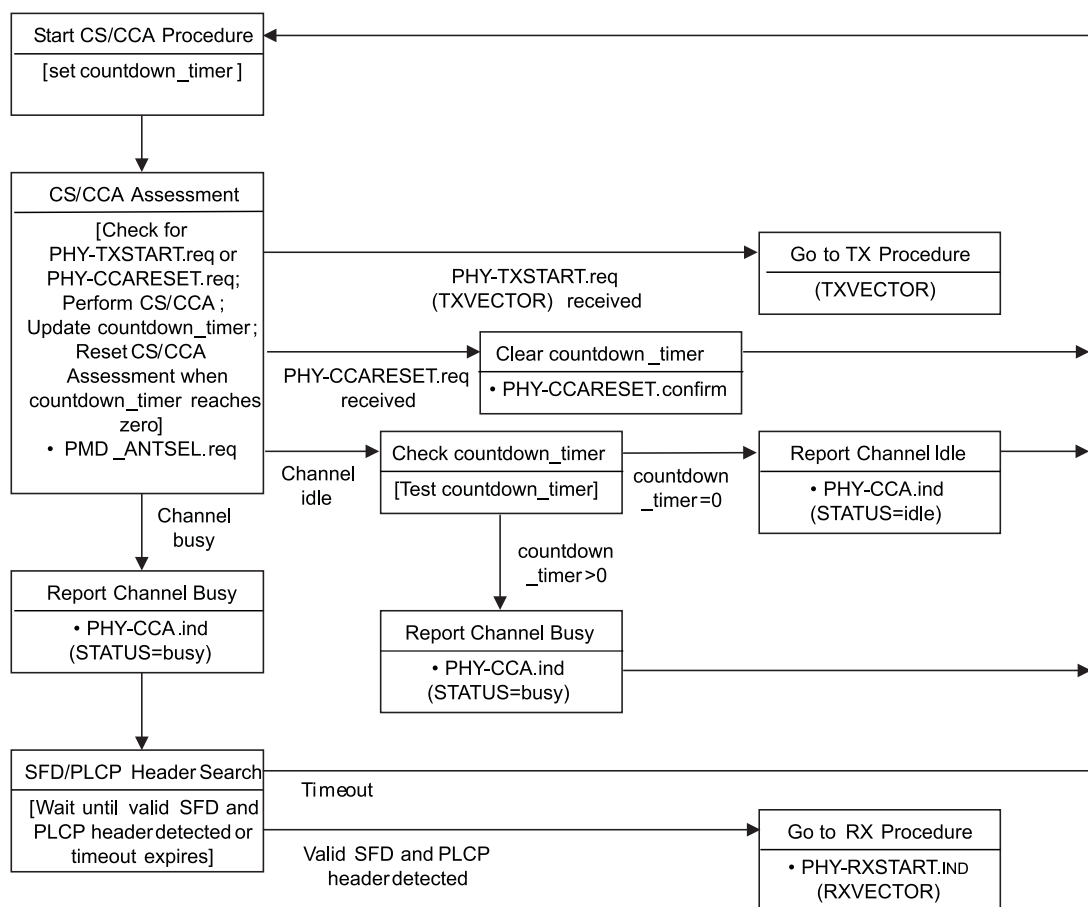 Start CS/CCA Procedure
[set countdown_timer ]
CS/CCA Assessment
[Check for
PHY-TXSTART.req or
PHY-CCARESET.req;
Perform CS/CCA ;
Update countdown_timer;
Reset CS/CCA
Assessment when
countdown_timer reaches
zero]
• PMD _ANTSEL.req
PHY-TXSTART.req
(TXVECTOR) received
Go to TX Procedure
(TXVECTOR)
PHY-CCARESET.req
received
Clear countdown _timer
• PHY-CCARESET.confirm
Channel
idle
Check countdown_timer
[Test countdown_timer]
countdown
_timer=0
Report Channel Idle
• PHY-CCA.ind
(STATUS=idle)
Channel
busy
countdown
_timer>0
Report Channel Busy
• PHY-CCA.ind
(STATUS=busy)
Report Channel Busy
• PHY-CCA.ind
(STATUS=busy)
SFD/PLCP Header Search
[Wait until valid SFD and
PLCP header detected or
timeout expires]
Timeout
Valid SFD and PLCP
header detected
Go to RX Procedure
• PHY-RXSTART.IND
(RXVECTOR)